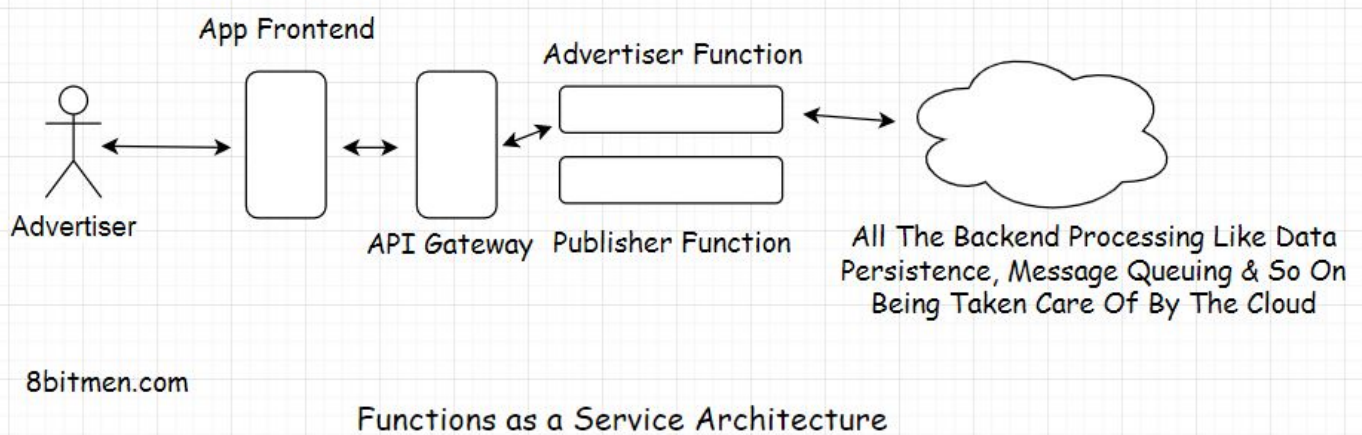 App Frontend
Advertiser Function
Advertiser
API Gateway
Publisher Function
All The Backend Processing Like Data
Persistence, Message Queuing & So On
Being Taken Care Of By The Cloud
8bitmen.com
Functions as a Service Architecture